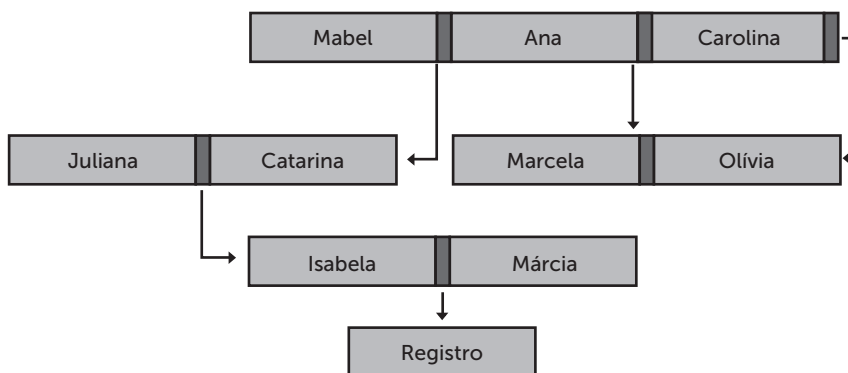 Mabel Ana Carolina
Juliana Catarina Marcela Olívia
Isabela Márcia
Registro